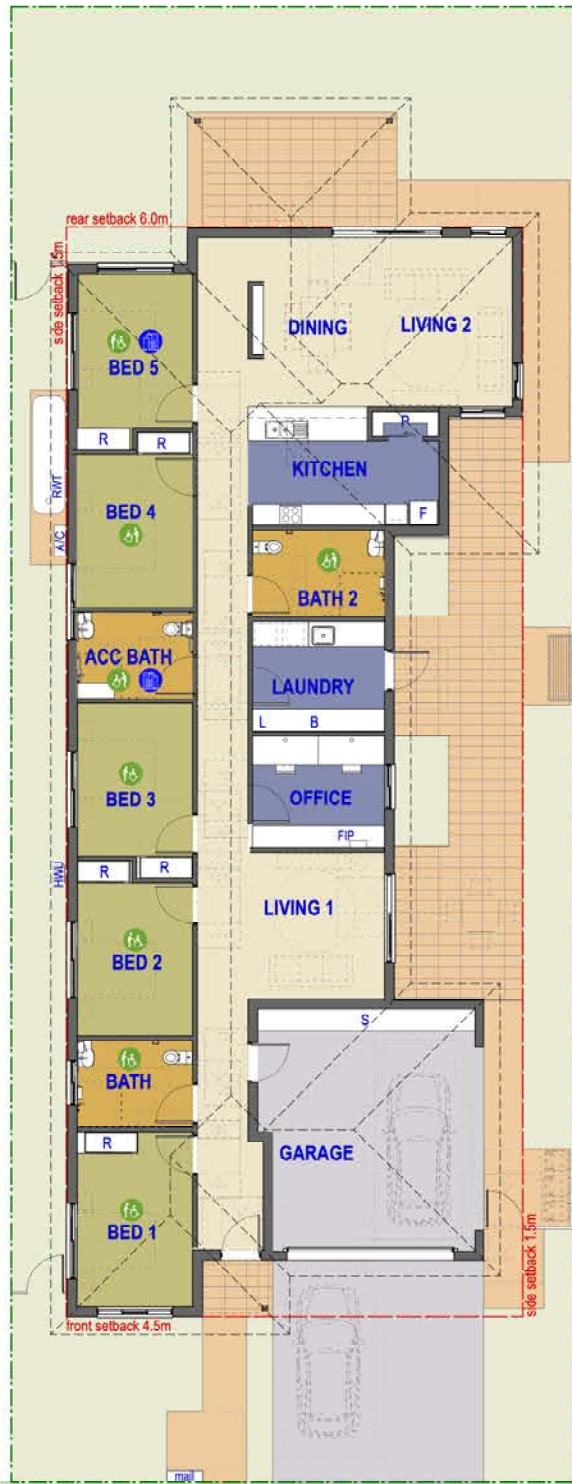 rear setback 6.0m
side setback 1.5m
DINING
LIVING 2
BED 5
R
R
P
KITCHEN
F
RWT
A/C
BED 4
BATH 2
ACC BATH
LAUNDRY
L
B
BED 3
OFFICE
FIP
HWU
R
R
LIVING 1
BED 2
S
BATH
R
GARAGE
BED 1
side setback 1.5m
front setback 4.5m
mail